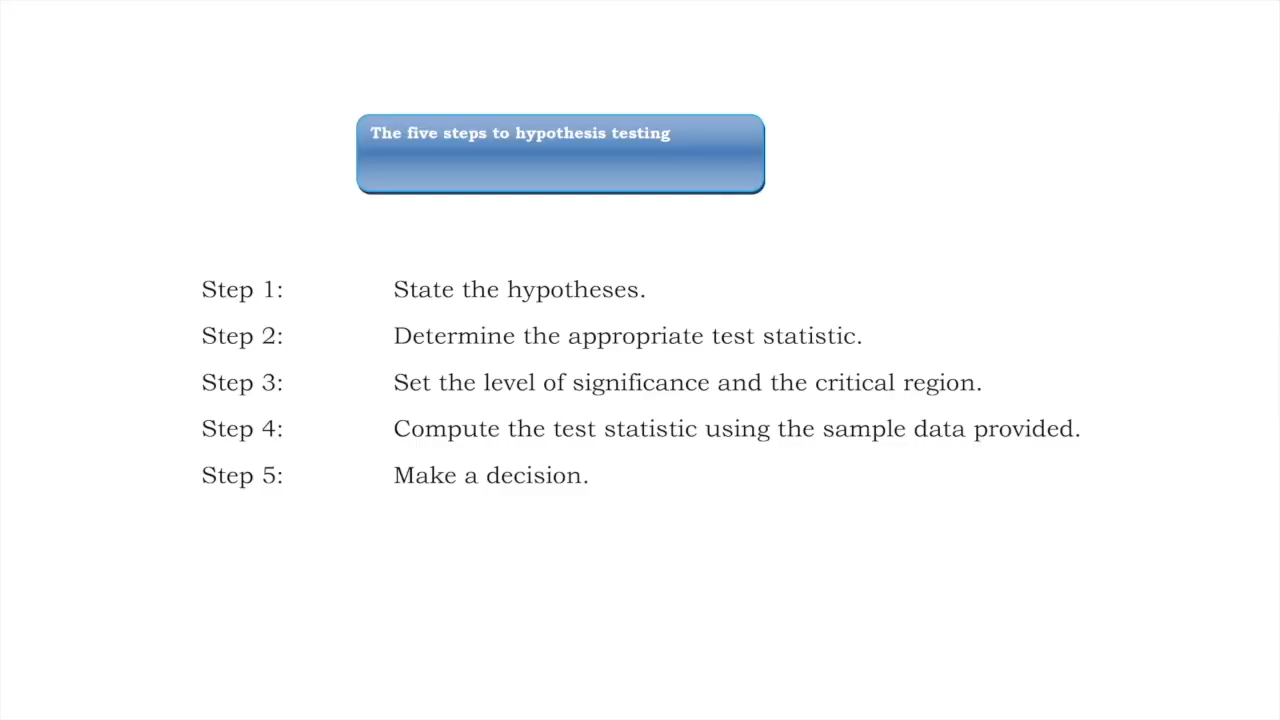 The five steps to hypothesis testing
Step 1: State the hypotheses.
Step 2: Determine the appropriate test statistic.
Step 3: Set the level of significance and the critical region.
Step 4: Compute the test statistic using the sample data provided.
Step 5: Make a decision.